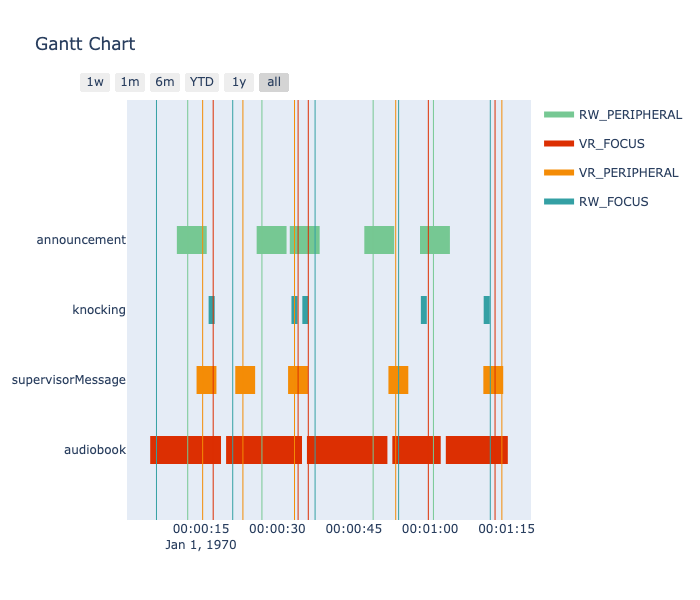 Gantt Chart
1w 1m 6m YTD 1y all
RW_PERIPHERAL
VR_FOCUS
VR_PERIPHERAL
RW_FOCUS
announcement
knocking
supervisorMessage
audiobook
00:00:15 00:00:30 00:00:45 00:01:00 00:01:15
Jan 1, 1970